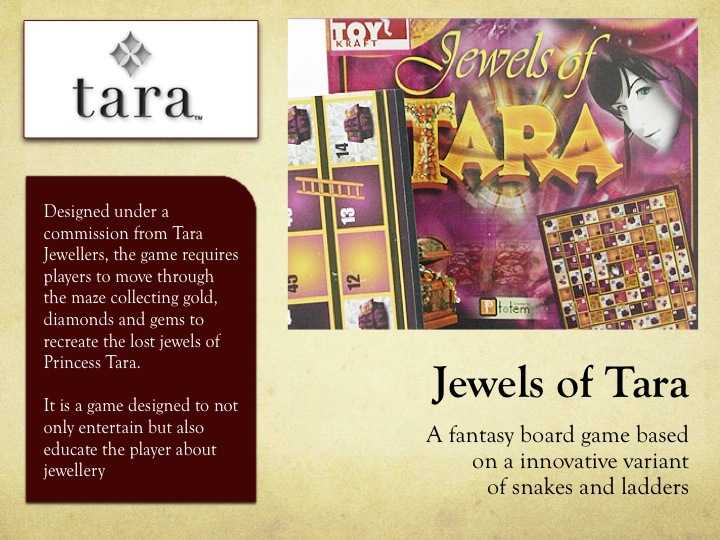 tara™
TOY
KRAFT
Jewels of
TARA
14
13
12
totem
Designed under a
commission from Tara
Jewellers, the game requires
players to move through
the maze collecting gold,
diamonds and gems to
recreate the lost jewels of
Princess Tara.
It is a game designed to not
only entertain but also
educate the player about
jewellery
Jewels of Tara
A fantasy board game based
on a innovative variant
of snakes and ladders